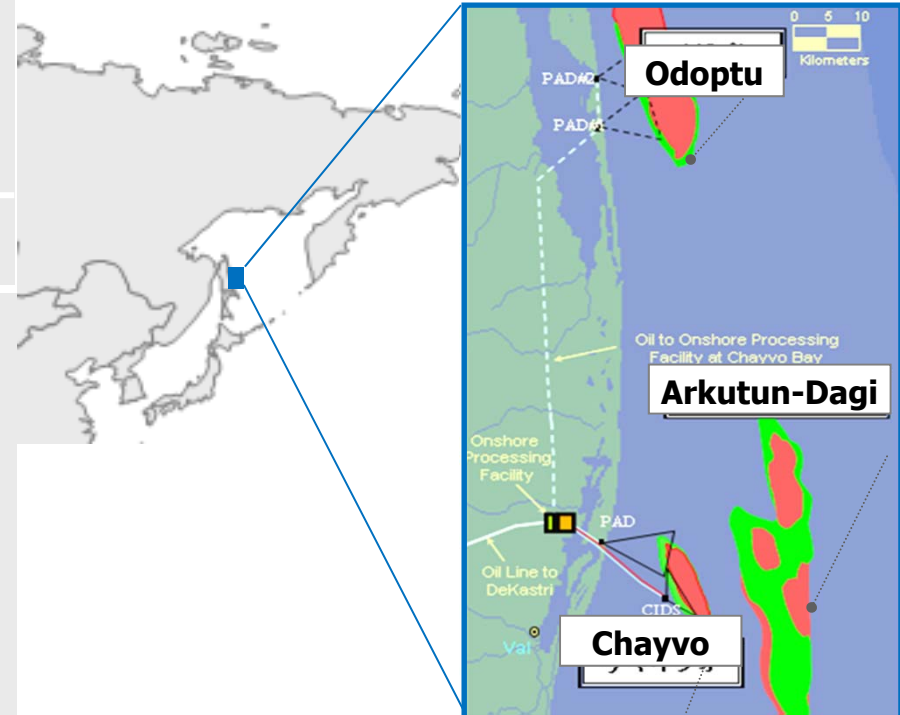 0 5 10
Kilometers
PAD#2
Odoptu
PAD#1
Oil to Onshore Processing
Facility at Chayvo Bay
Arkutun-Dagi
Onshore
Processing
Facility
PAD
Oil Line to
DeKastri
CIDS
Val
Chayvo